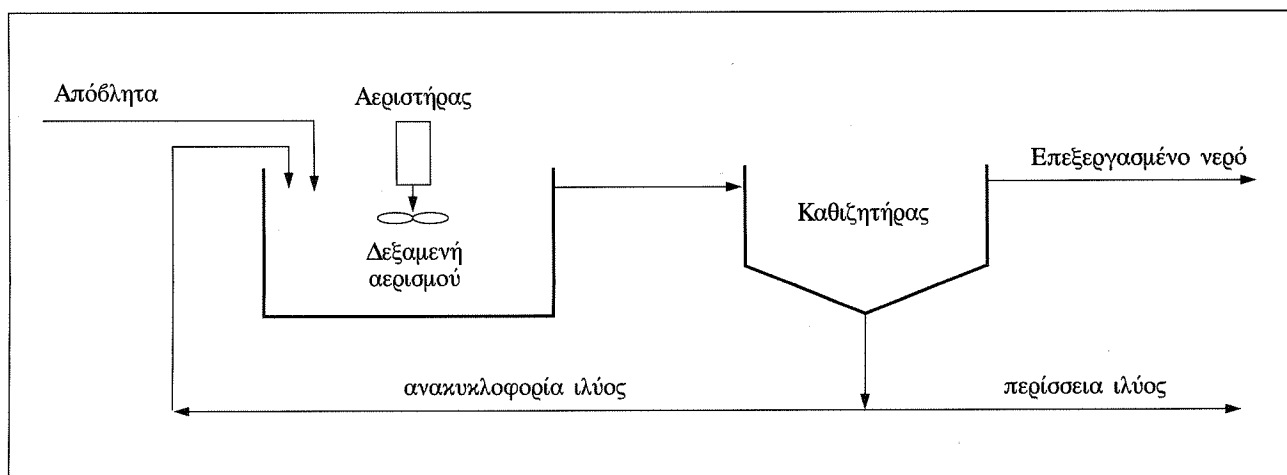 Απόβλητα
Αεριστήρας
Επεξεργασμένο νερό
Καθιζητήρας
Δεξαμενή
αερισμού
ανακυκλοφορία ιλύος
περίσσεια ιλύος